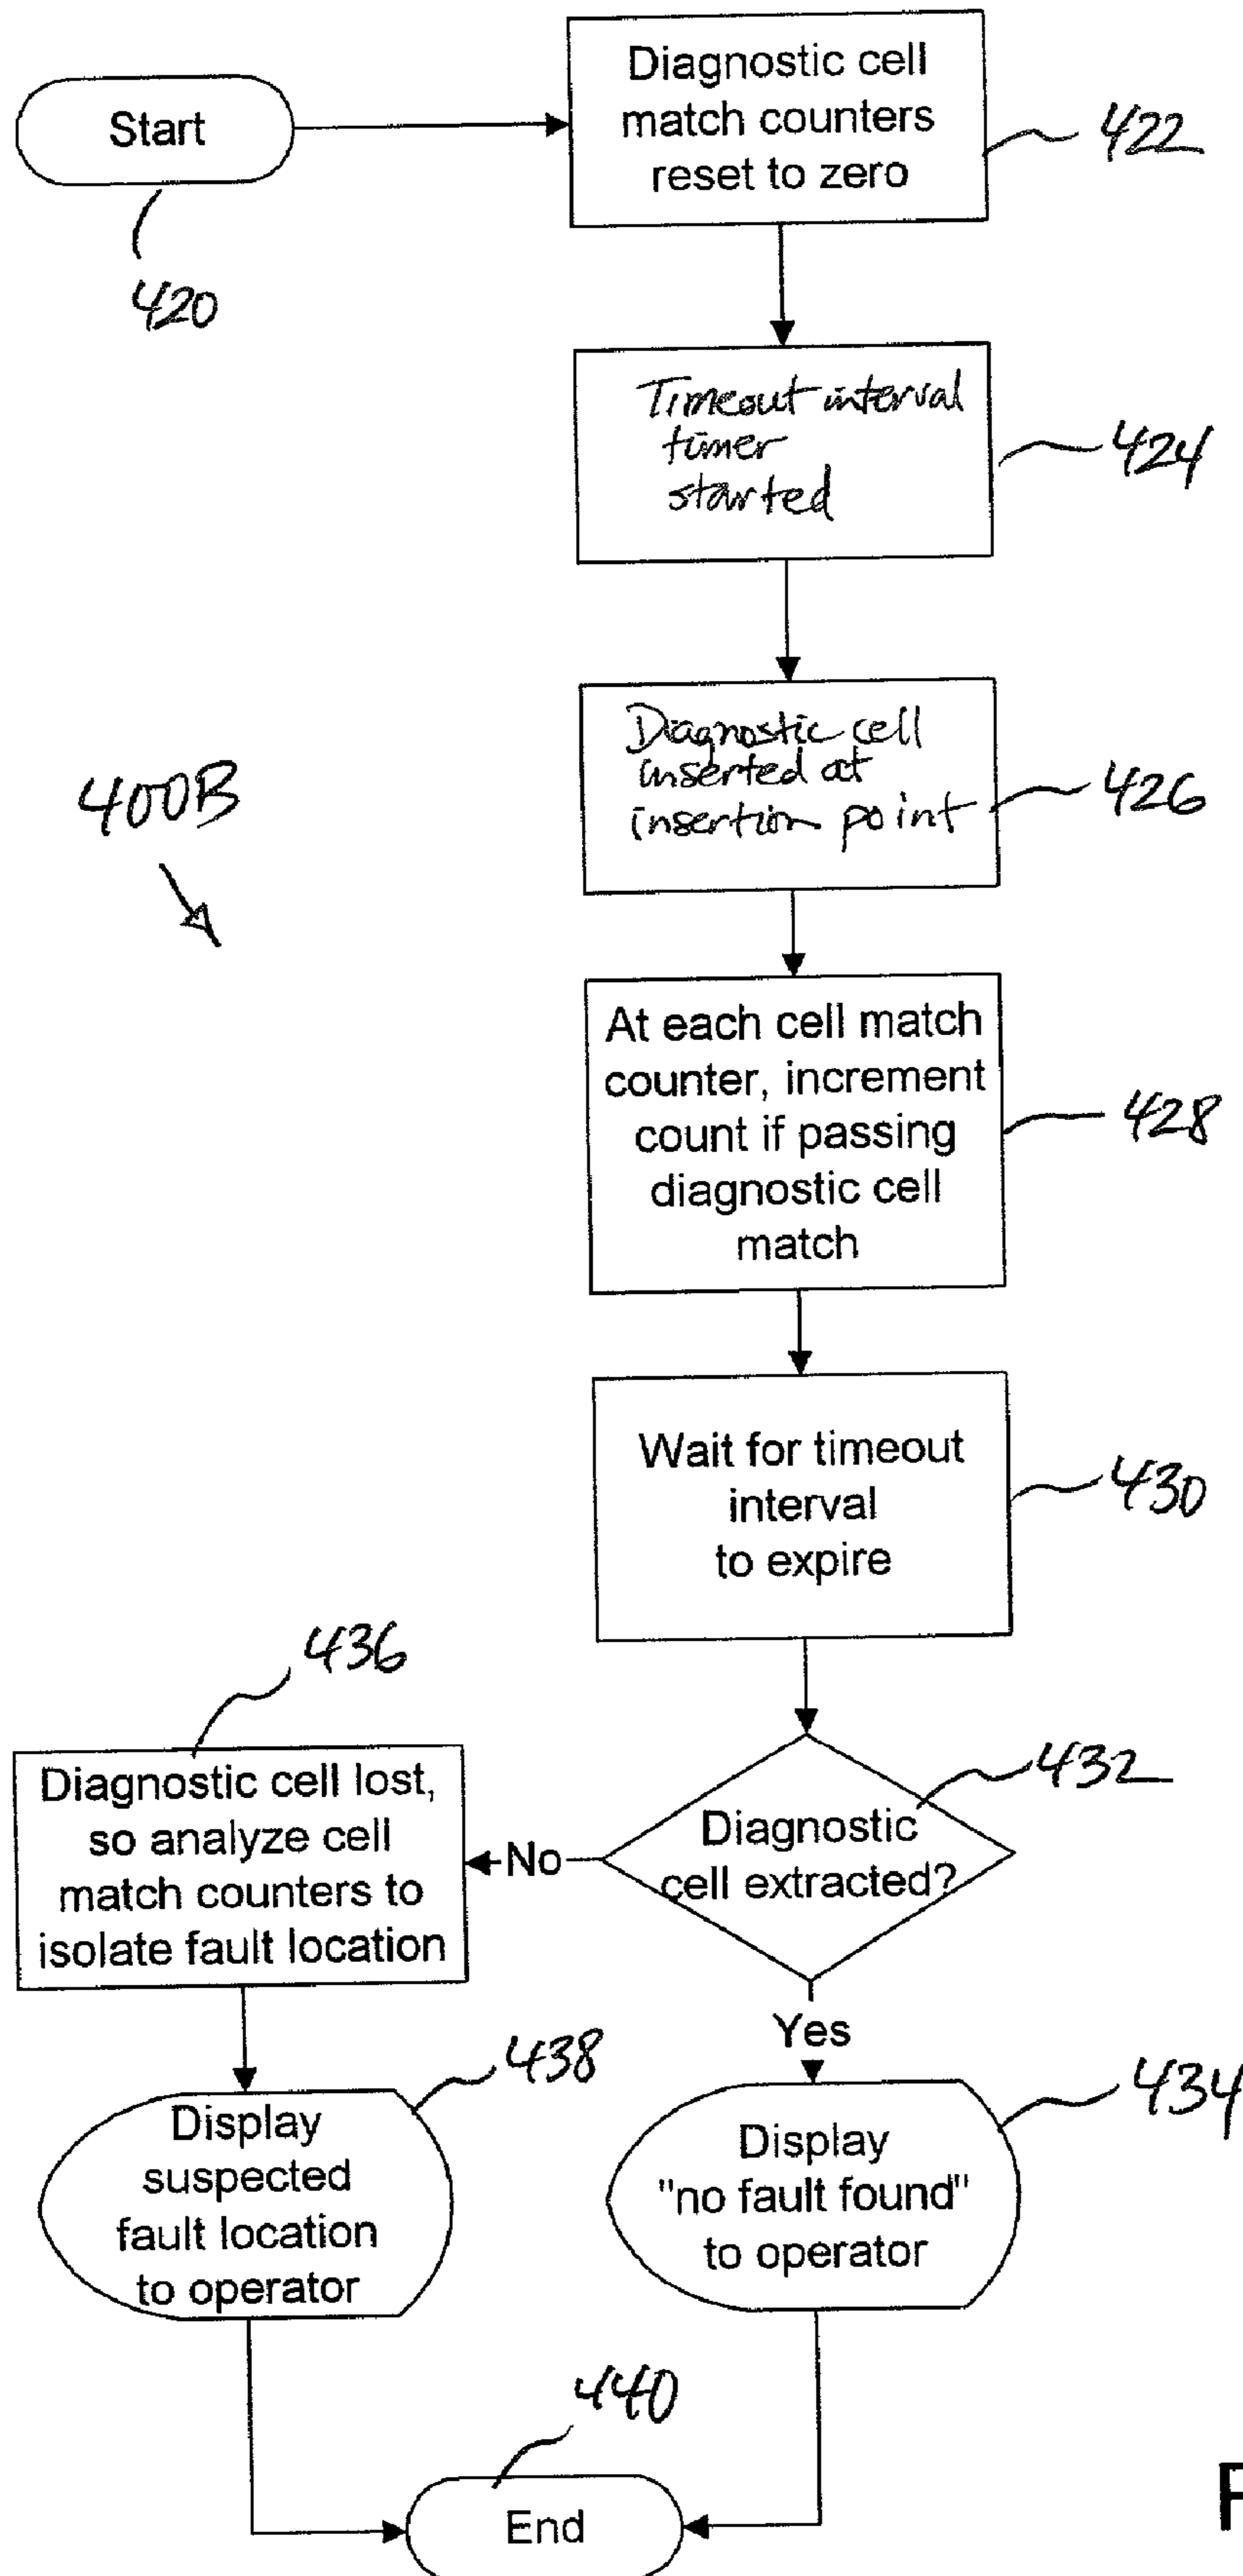 Start
420
Diagnostic cell
match counters
reset to zero
422
Timeout interval
timer
started
424
400B
Diagnostic cell
inserted at
insertion point
426
At each cell match
counter, increment
count if passing
diagnostic cell
match
428
Wait for timeout
interval
to expire
430
436
Diagnostic cell lost,
so analyze cell
match counters to
isolate fault location
No
Diagnostic
cell extracted?
432
Yes
438
Display
suspected
fault location
to operator
Display
"no fault found"
to operator
434
440
End
F